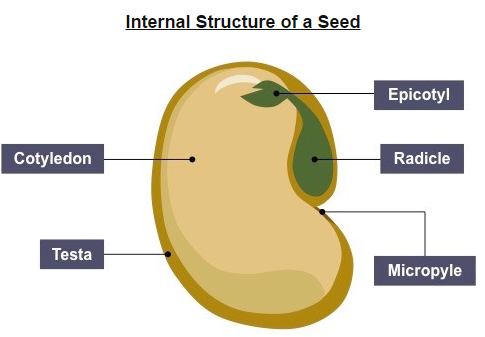 Internal Structure of a Seed
Epicotyl
Cotyledon
Radicle
Testa
Micropyle